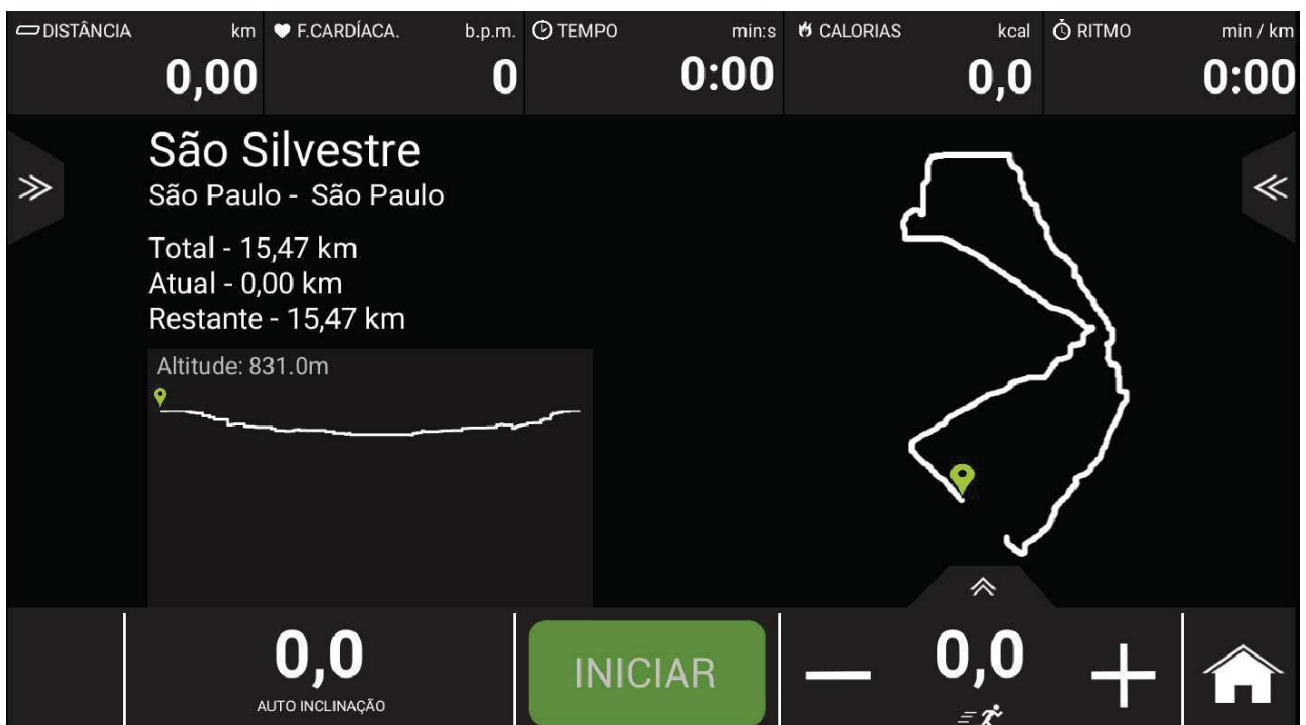 DISTÂNCIA km
0,00
F.CARDÍACA. b.p.m.
0
TEMPO min:s
0:00
CALORIAS kcal
0,0
RITMO min / km
0:00
São Silvestre
São Paulo - São Paulo
Total - 15,47 km
Atual - 0,00 km
Restante - 15,47 km
Altitude: 831.0m
0,0
AUTO INCLINAÇÃO
INICIAR
0,0